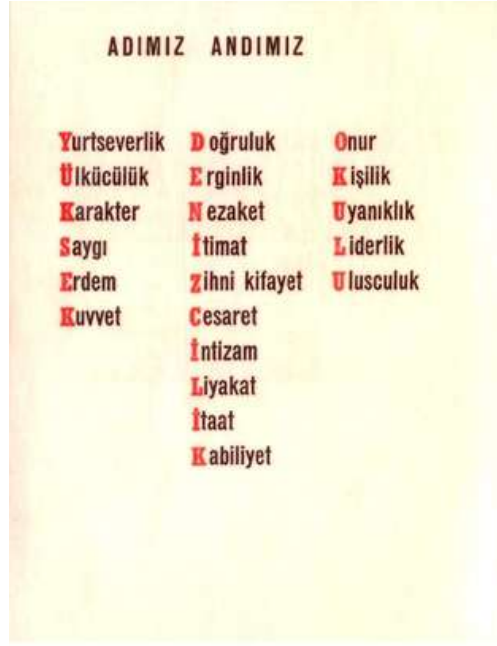 ADIMIZ ANDIMIZ
Yurtseverlik
Ülkücülük
Karakter
Saygı
Erdem
Kuvvet
Doğruluk
Erginlik
Nezaket
İtimat
Zihni kifayet
Cesaret
İntizam
Liyakat
İtaat
Kabiliyet
Onur
Kişilik
Uyanıklık
Liderlik
Ulusculuk